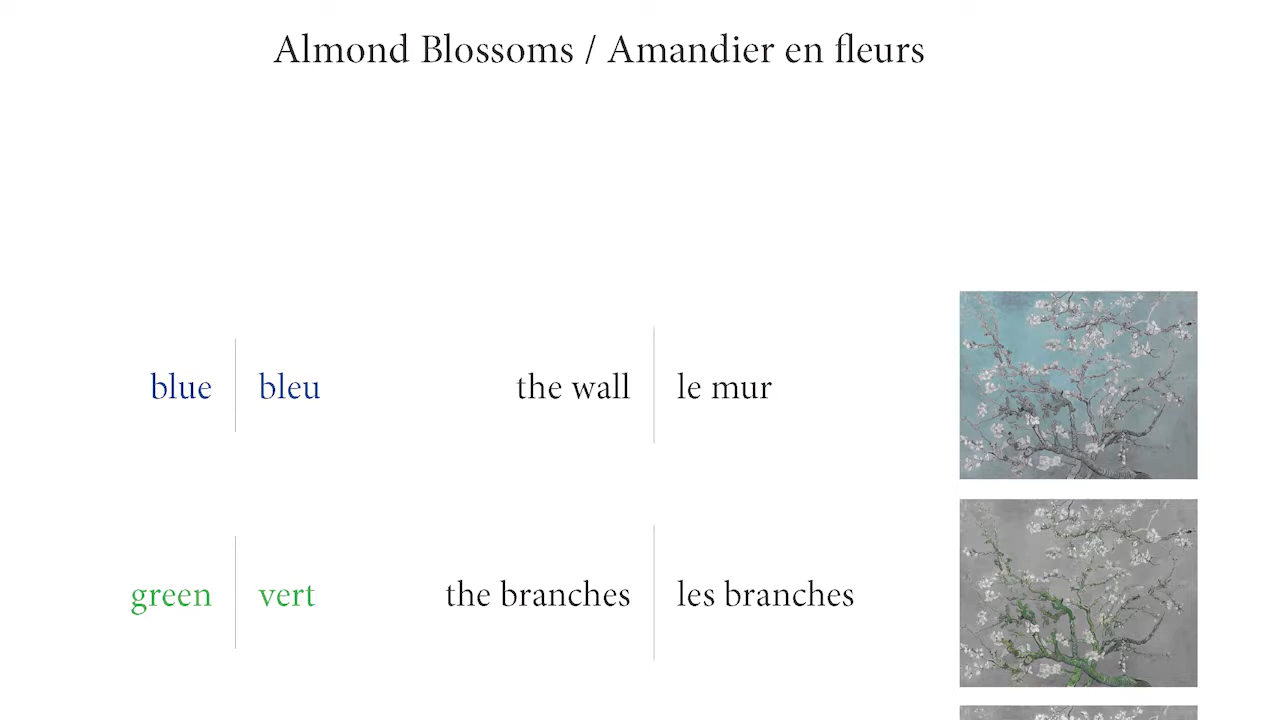 Almond Blossoms / Amandier en fleurs
blue bleu the wall le mur
green vert the branches les branches